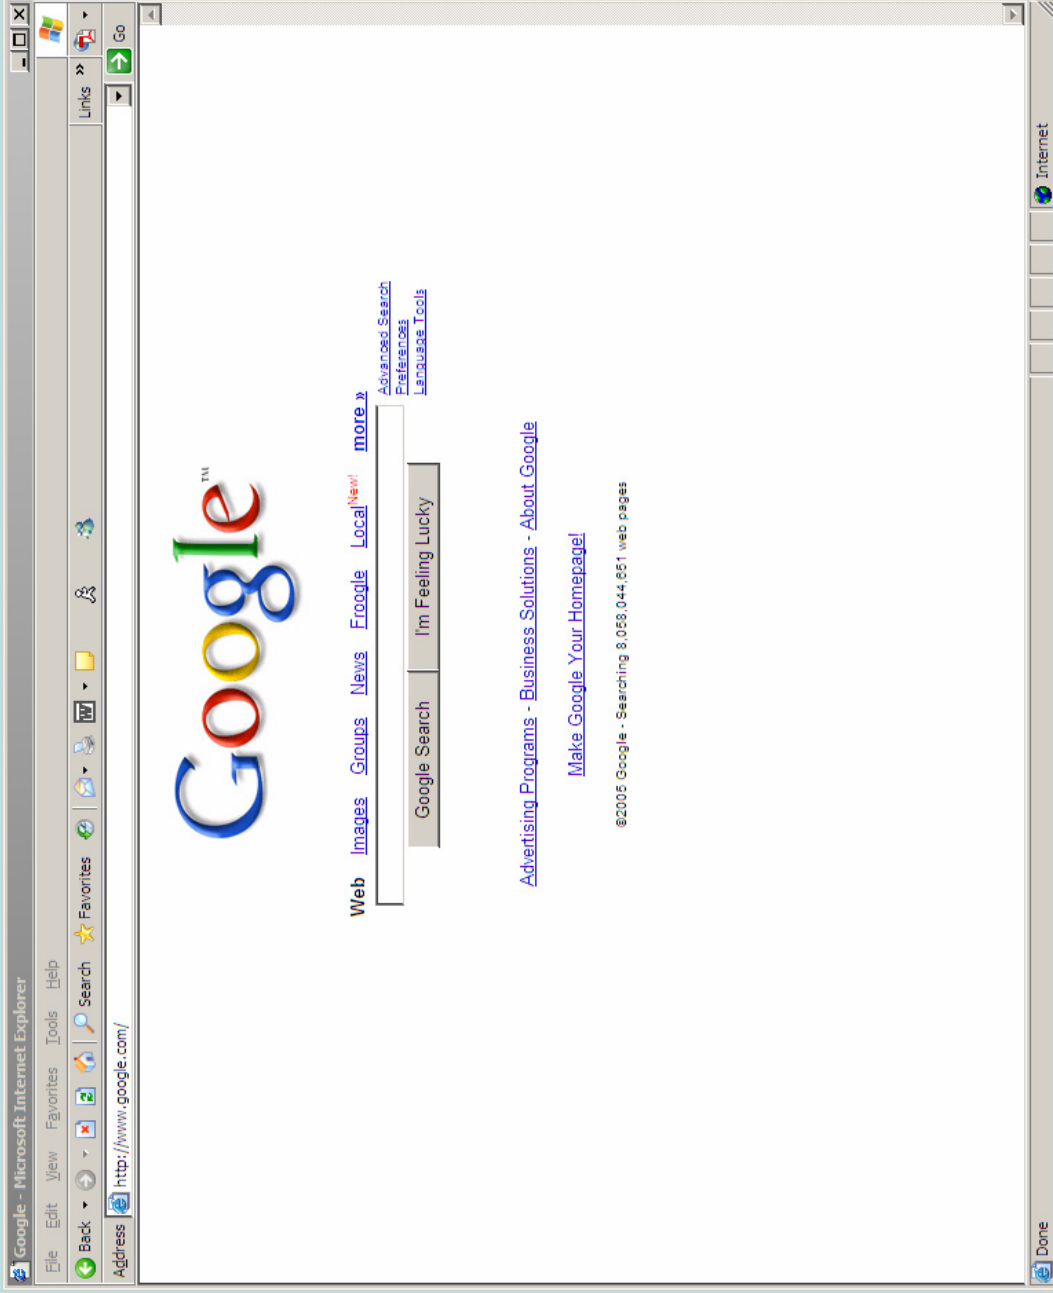 Google - Microsoft Internet Explorer
File Edit View Favorites Tools Help
Back Search Favorites Links »
Address http://www.google.com/ Go
Google™
Web Images Groups News Froogle Local New! more »
Advanced Search
Preferences
Language Tools
Google Search I'm Feeling Lucky
Advertising Programs - Business Solutions - About Google
Make Google Your Homepage!
©2005 Google - Searching 8,058,044,651 web pages
Done Internet